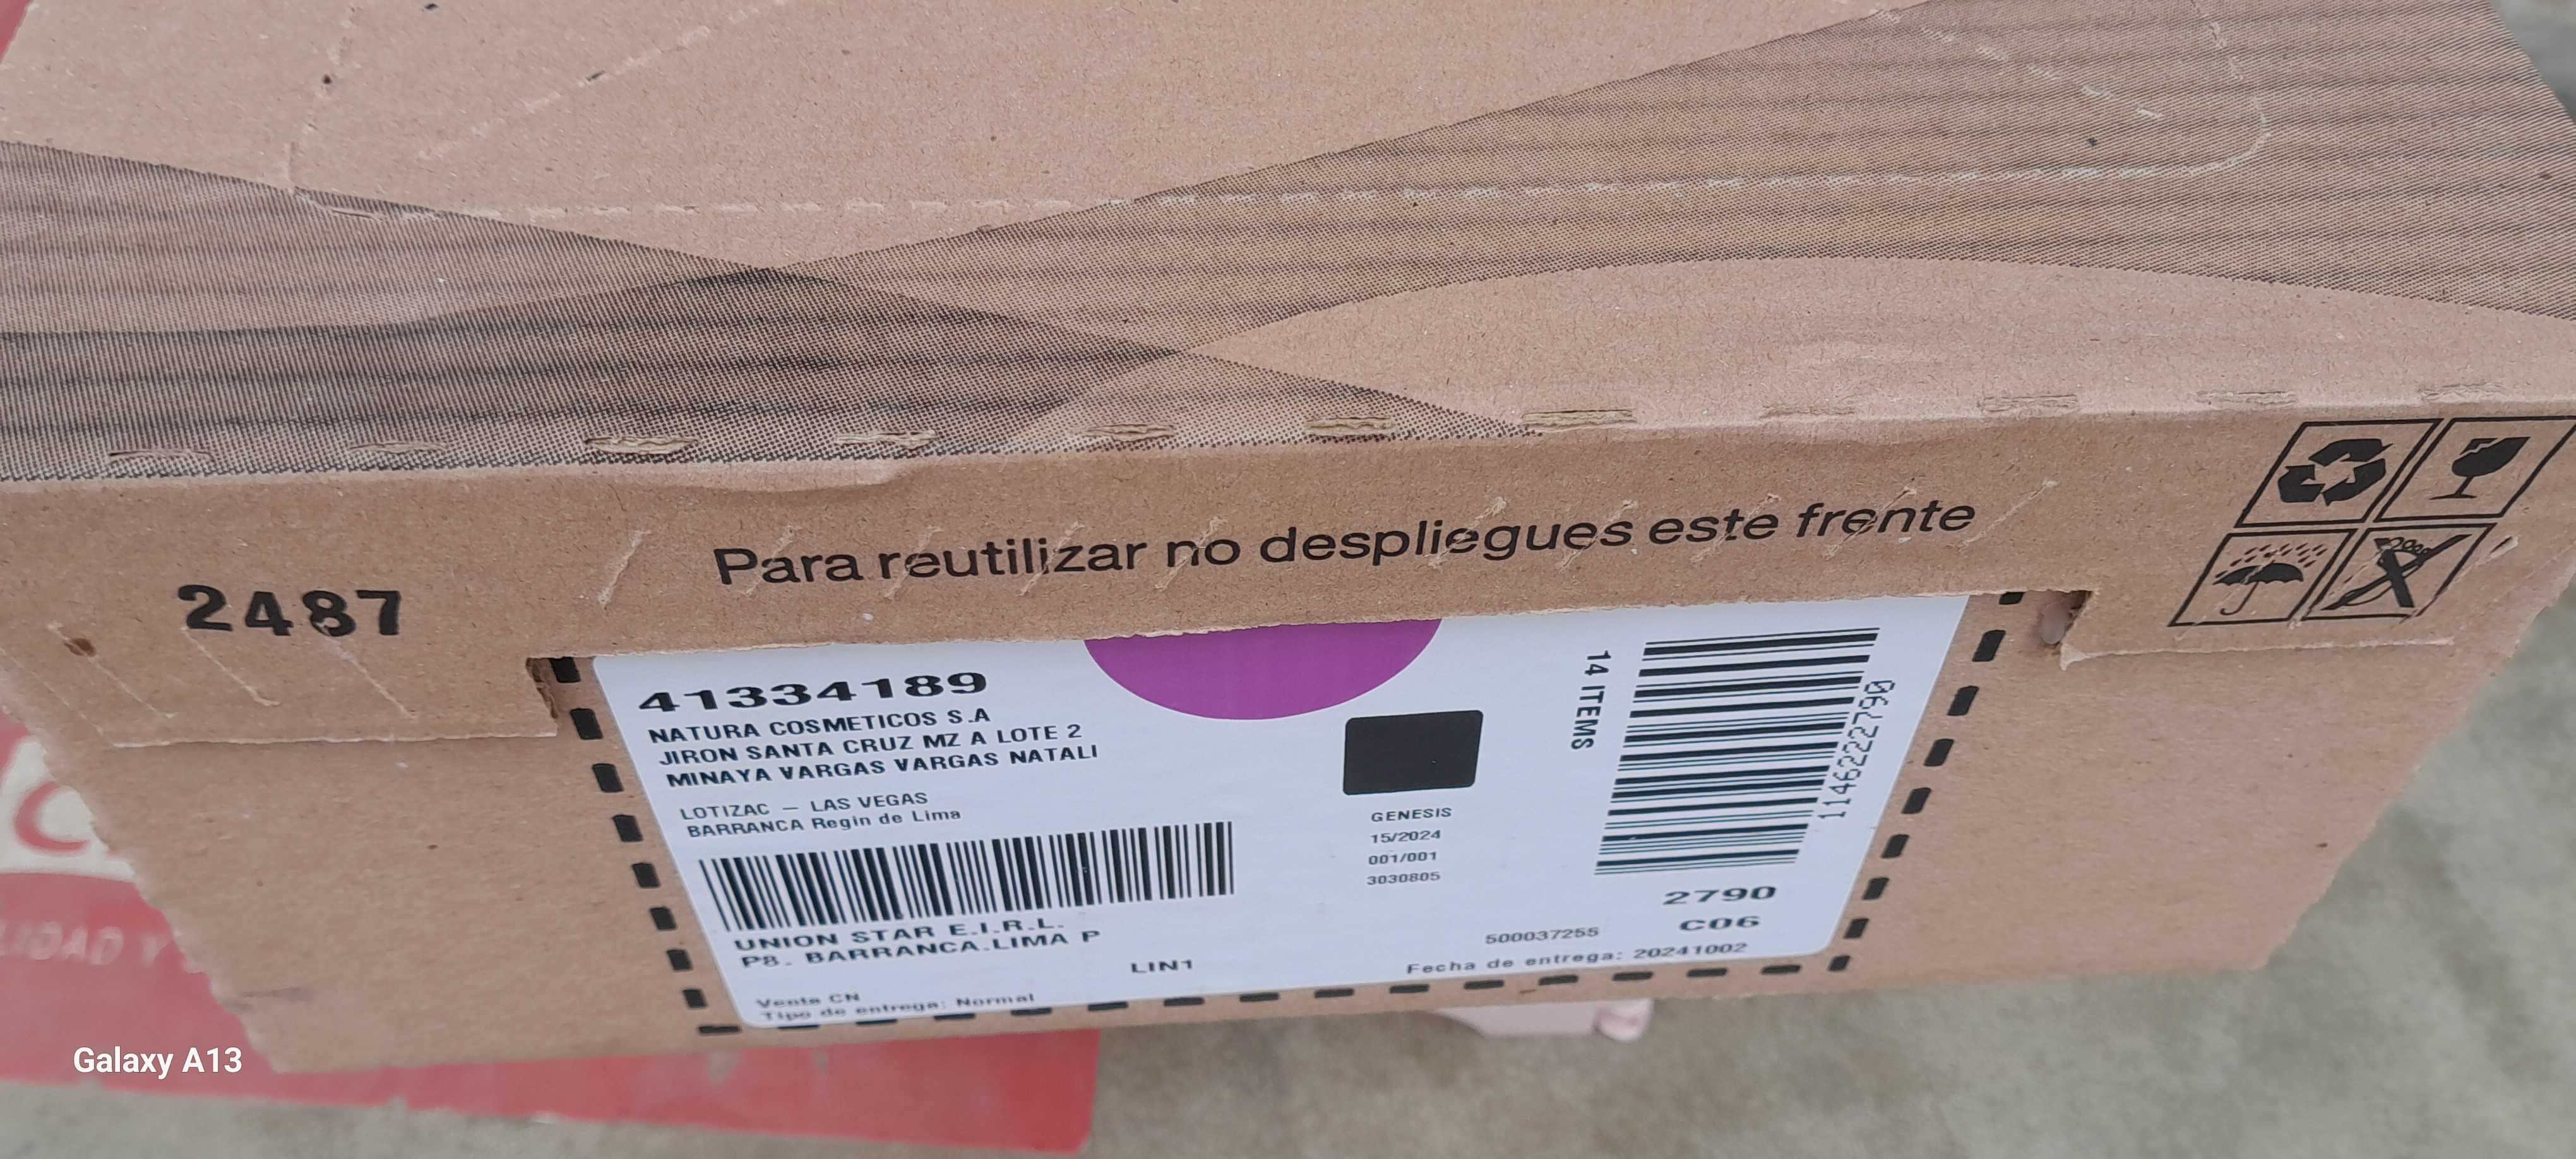 Para reutilizar no despliegues este frente
2487
41334189
NATURA COSMETICOS S.A
JIRON SANTA CRUZ MZ A LOTE 2
MINAYA VARGAS VARGAS NATALI
LOTIZAC – LAS VEGAS
BARRANCA Regin de Lima
UNION STAR E.I.R.L.
P8. BARRANCA.LIMA P
LIN1
Venta CN
Tipo de entrega: Normal
GENESIS
15/2024
001/001
3030805
14 ITEMS
1146222790
2790
C06
500037255
Fecha de entrega: 20241002
LIDAD Y
Galaxy A13